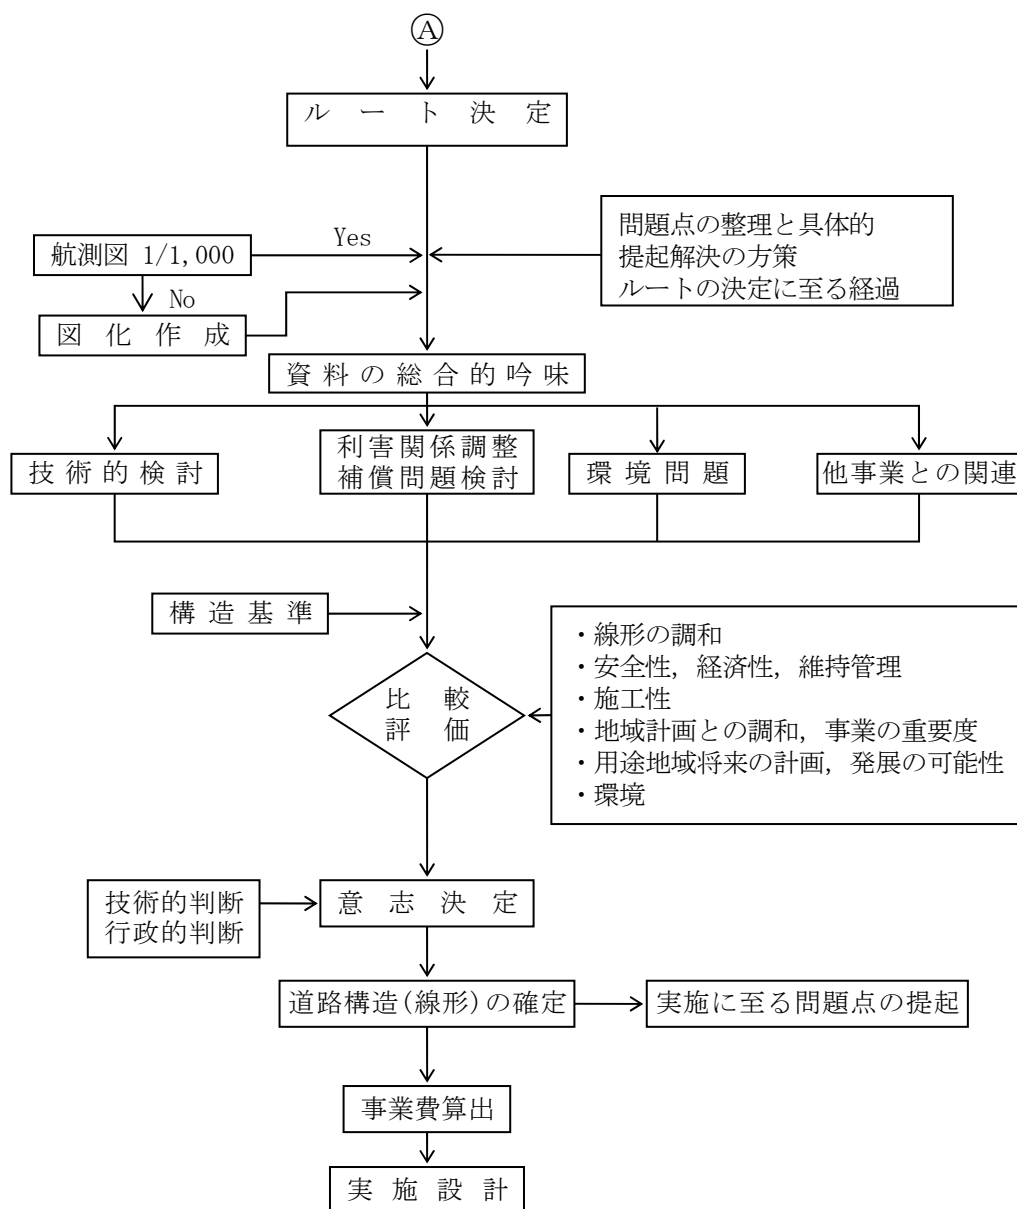 Ⓐ
ルート決定
Yes
航測図 1/1,000
No
図化作成
問題点の整理と具体的
提起解決の方策
ルートの決定に至る経過
資料の総合的吟味
技術的検討
利害関係調整
補償問題検討
環境問題
他事業との関連
構造基準
比較
評価
・線形の調和
・安全性，経済性，維持管理
・施工性
・地域計画との調和，事業の重要度
・用途地域将来の計画，発展の可能性
・環境
技術的判断
行政的判断
意志決定
道路構造(線形)の確定
実施に至る問題点の提起
事業費算出
実施設計